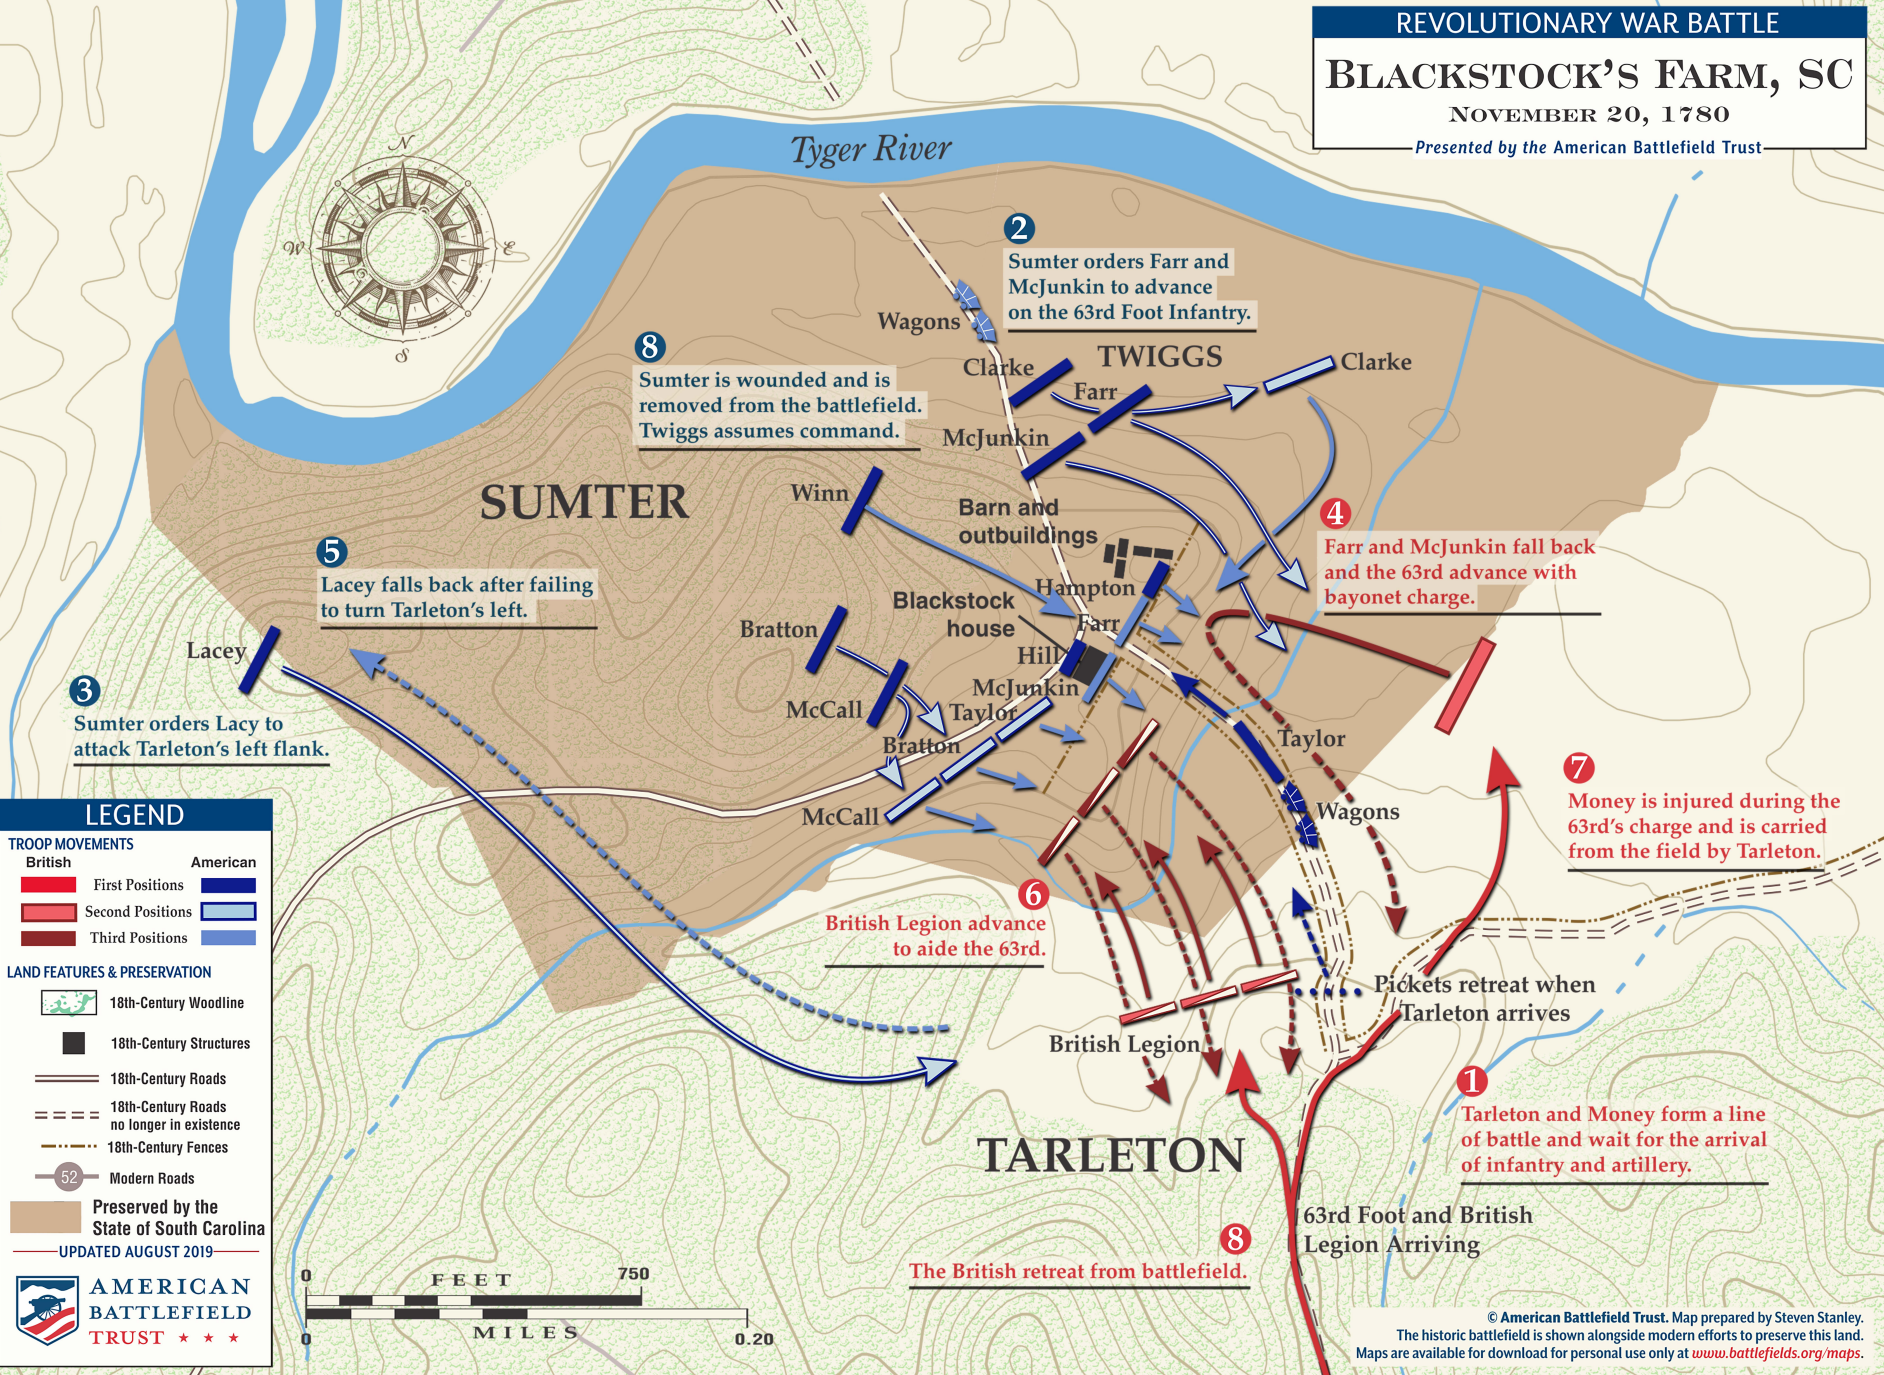 REVOLUTIONARY WAR BATTLE
BLACKSTOCK'S FARM, SC
NOVEMBER 20, 1780
Presented by the American Battlefield Trust
Tyger River
N
W
E
S
2
Sumter orders Farr and
McJunkin to advance
on the 63rd Foot Infantry.
Wagons
8
Sumter is wounded and is
removed from the battlefield.
Twiggs assumes command.
Clarke
TWIGGS
Clarke
Farr
McJunkin
SUMTER
Winn
Barn and
outbuildings
4
Farr and McJunkin fall back
and the 63rd advance with
bayonet charge.
5
Lacey falls back after failing
to turn Tarleton's left.
Hampton
Blackstock
house
Farr
Bratton
Lacey
Hill
McJunkin
3
Sumter orders Lacy to
attack Tarleton's left flank.
McCall
Taylor
Bratton
Taylor
McCall
Wagons
7
Money is injured during the
63rd's charge and is carried
from the field by Tarleton.
6
British Legion advance
to aide the 63rd.
Pickets retreat when
Tarleton arrives
British Legion
1
Tarleton and Money form a line
of battle and wait for the arrival
of infantry and artillery.
TARLETON
63rd Foot and British
Legion Arriving
8
The British retreat from battlefield.
LEGEND
TROOP MOVEMENTS
British American
First Positions
Second Positions
Third Positions
LAND FEATURES & PRESERVATION
18th-Century Woodline
18th-Century Structures
18th-Century Roads
18th-Century Roads
no longer in existence
18th-Century Fences
52 Modern Roads
Preserved by the
State of South Carolina
UPDATED AUGUST 2019
AMERICAN
BATTLEFIELD
TRUST
0 FEET 750
0 MILES 0.20
© American Battlefield Trust. Map prepared by Steven Stanley.
The historic battlefield is shown alongside modern efforts to preserve this land.
Maps are available for download for personal use only at www.battlefields.org/maps.